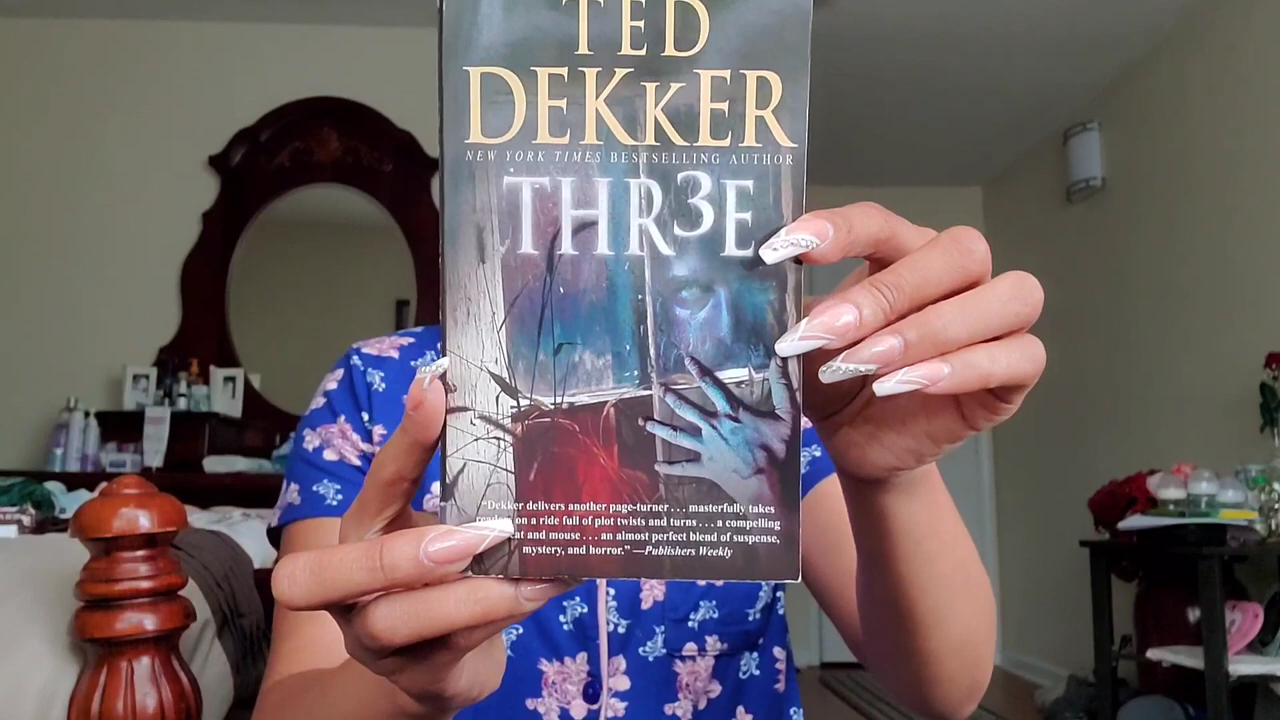 TED
DEKKER
NEW YORK TIMES BESTSELLING AUTHOR
THR3E
"Dekker delivers another page-turner . . . masterfully takes
on a ride full of plot twists and turns . . . a compelling
and mouse . . . an almost perfect blend of suspense,
mystery, and horror." —Publishers Weekly